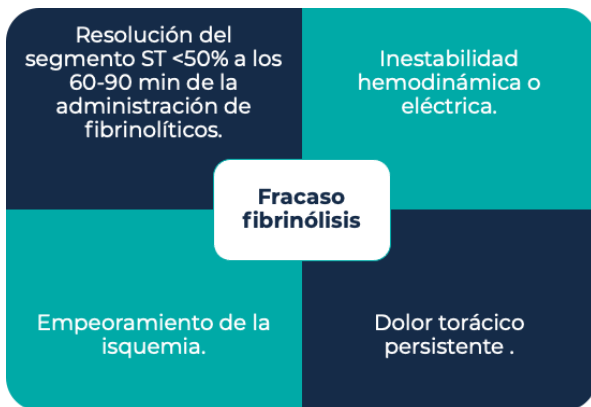 Resolución del
segmento ST <50% a los
60-90 min de la
administración de
fibrinolíticos.
Inestabilidad
hemodinámica o
eléctrica.
Fracaso
fibrinólisis
Empeoramiento de la
isquemia.
Dolor torácico
persistente .